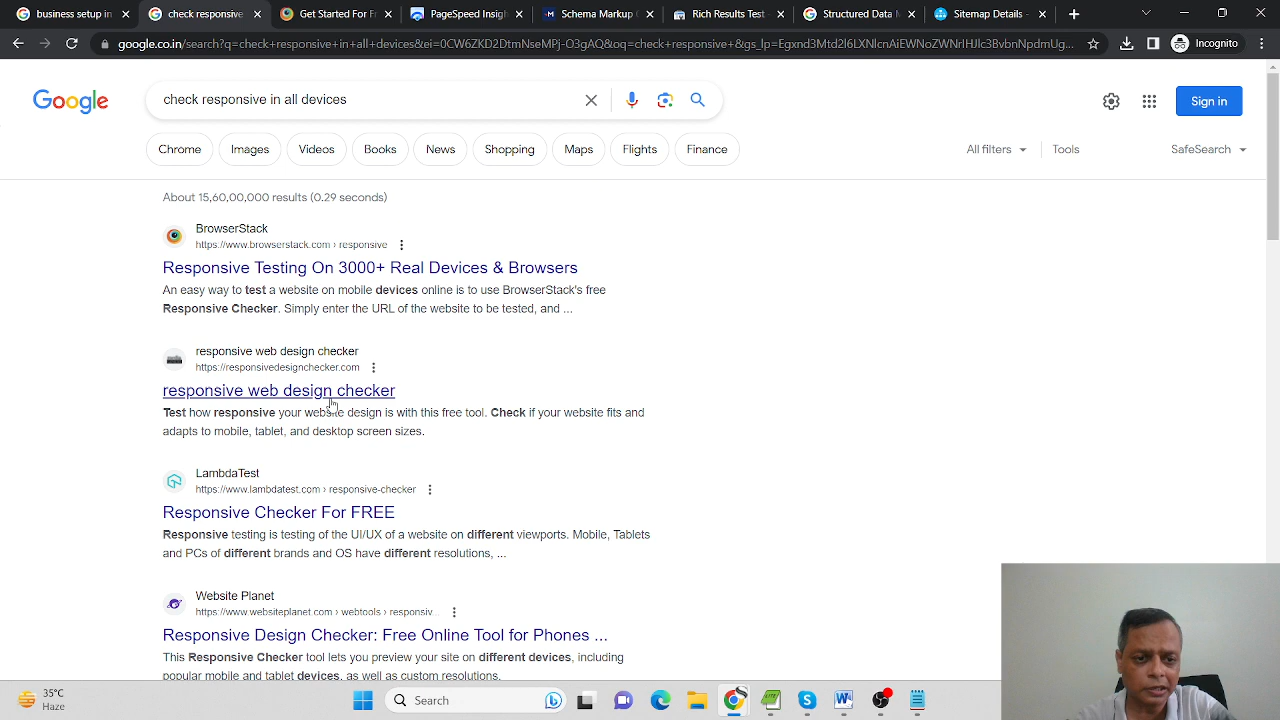 business setup in
check responsive
Get Started For Fr
PageSpeed Insigh
Schema Markup G
Rich Results Test -
Structured Data M
Sitemap Details -
google.co.in/search?q=check+responsive+in+all+devices&ei=0CW6ZKD2DtmNseMPj-O3gAQ&oq=check+responsive+&gs_lp=Egxnd3Mtd2l6LXNlcnAiEWNoZWNrIHJlc3BvbnNpdmUg...
Incognito
Google
check responsive in all devices
Sign in
Chrome
Images
Videos
Books
News
Shopping
Maps
Flights
Finance
All filters
Tools
SafeSearch
About 15,60,00,000 results (0.29 seconds)
BrowserStack
https://www.browserstack.com › responsive
Responsive Testing On 3000+ Real Devices & Browsers
An easy way to test a website on mobile devices online is to use BrowserStack's free
Responsive Checker. Simply enter the URL of the website to be tested, and ...
responsive web design checker
https://responsivedesignchecker.com
responsive web design checker
Test how responsive your website design is with this free tool. Check if your website fits and
adapts to mobile, tablet, and desktop screen sizes.
LambdaTest
https://www.lambdatest.com › responsive-checker
Responsive Checker For FREE
Responsive testing is testing of the UI/UX of a website on different viewports. Mobile, Tablets
and PCs of different brands and OS have different resolutions, ...
Website Planet
https://www.websiteplanet.com › webtools › responsiv...
Responsive Design Checker: Free Online Tool for Phones ...
This Responsive Checker tool lets you preview your site on different devices, including
popular mobile and tablet devices, as well as custom resolutions.
35°C
Haze
Search